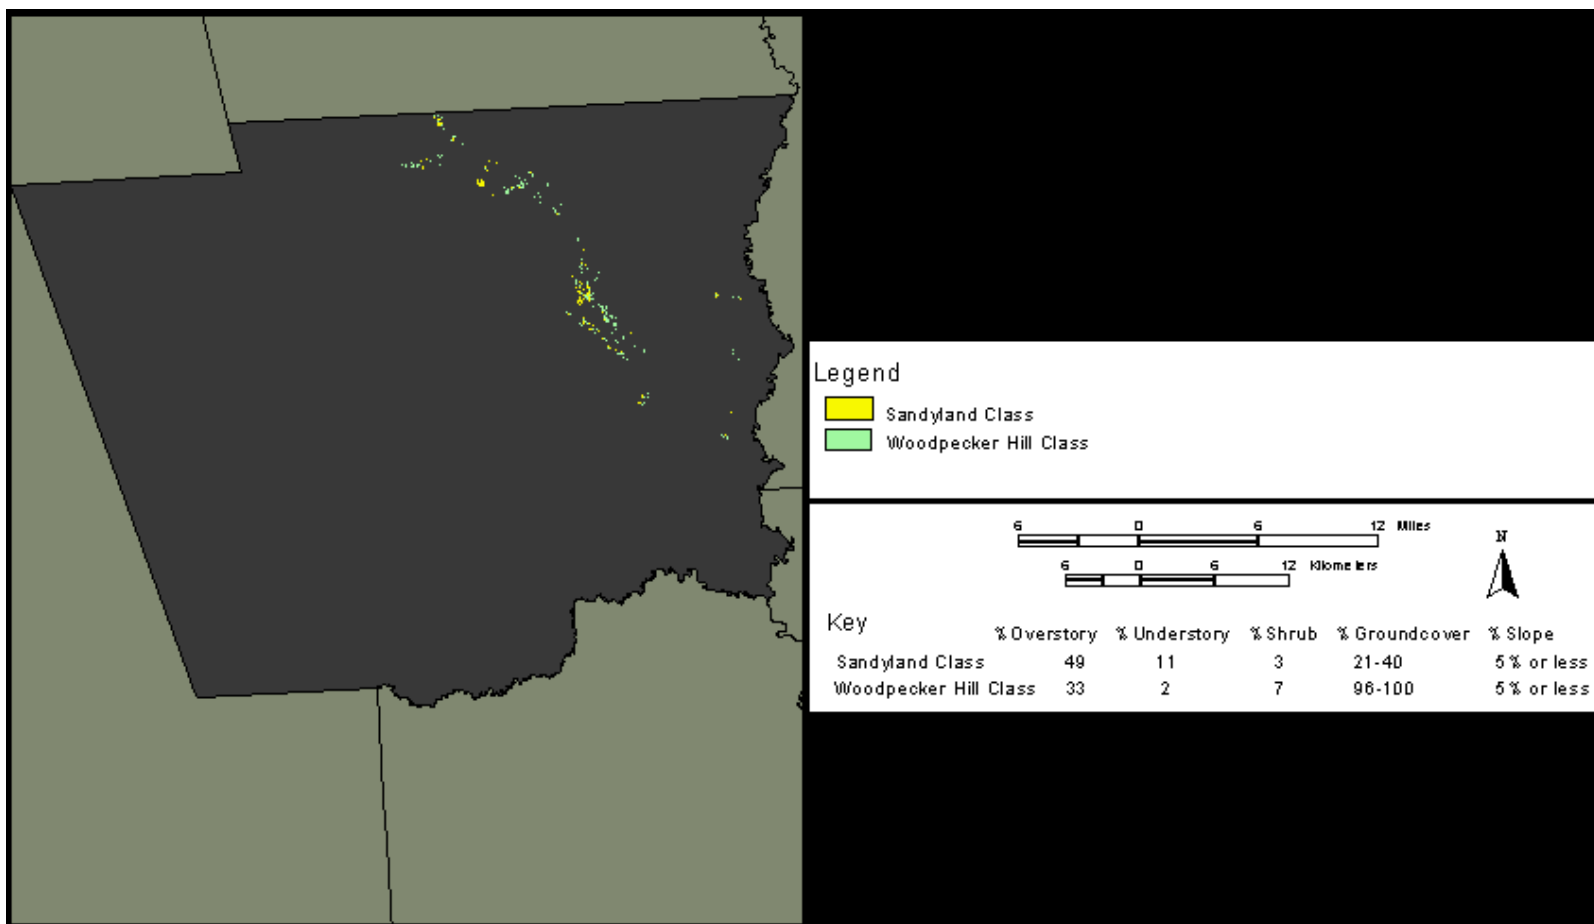 Legend
Sandyland Class
Woodpecker Hill Class
6 0 6 12 Miles
6 0 6 12 Kilometers
N
Key
% Overstory % Understory % Shrub % Groundcover % Slope
Sandyland Class 49 11 3 21-40 5% or less
Woodpecker Hill Class 33 2 7 96-100 5% or less